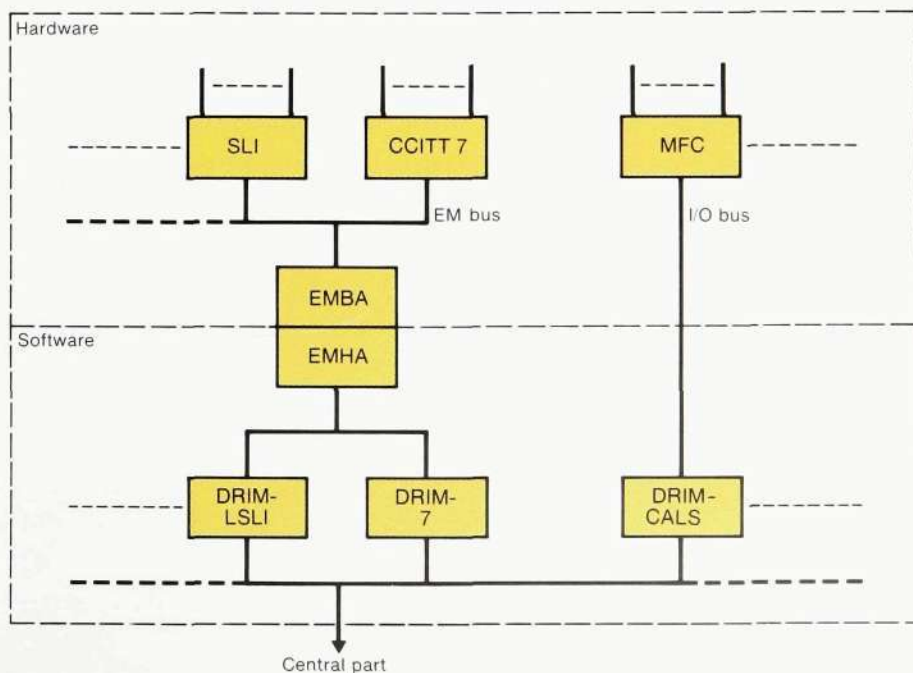 Hardware
SLI
CCITT 7
MFC
EM bus
I/O bus
EMBA
Software
EMHA
DRIM-
LSLI
DRIM-
7
DRIM-
CALS
Central part